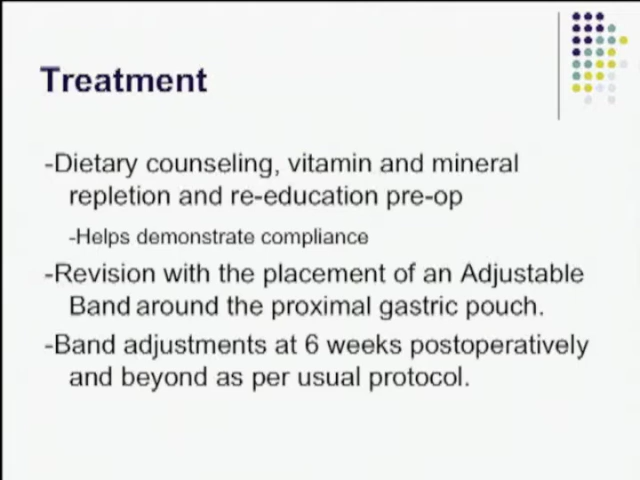 Treatment
-Dietary counseling, vitamin and mineral
repletion and re-education pre-op
-Helps demonstrate compliance
-Revision with the placement of an Adjustable
Band around the proximal gastric pouch.
-Band adjustments at 6 weeks postoperatively
and beyond as per usual protocol.